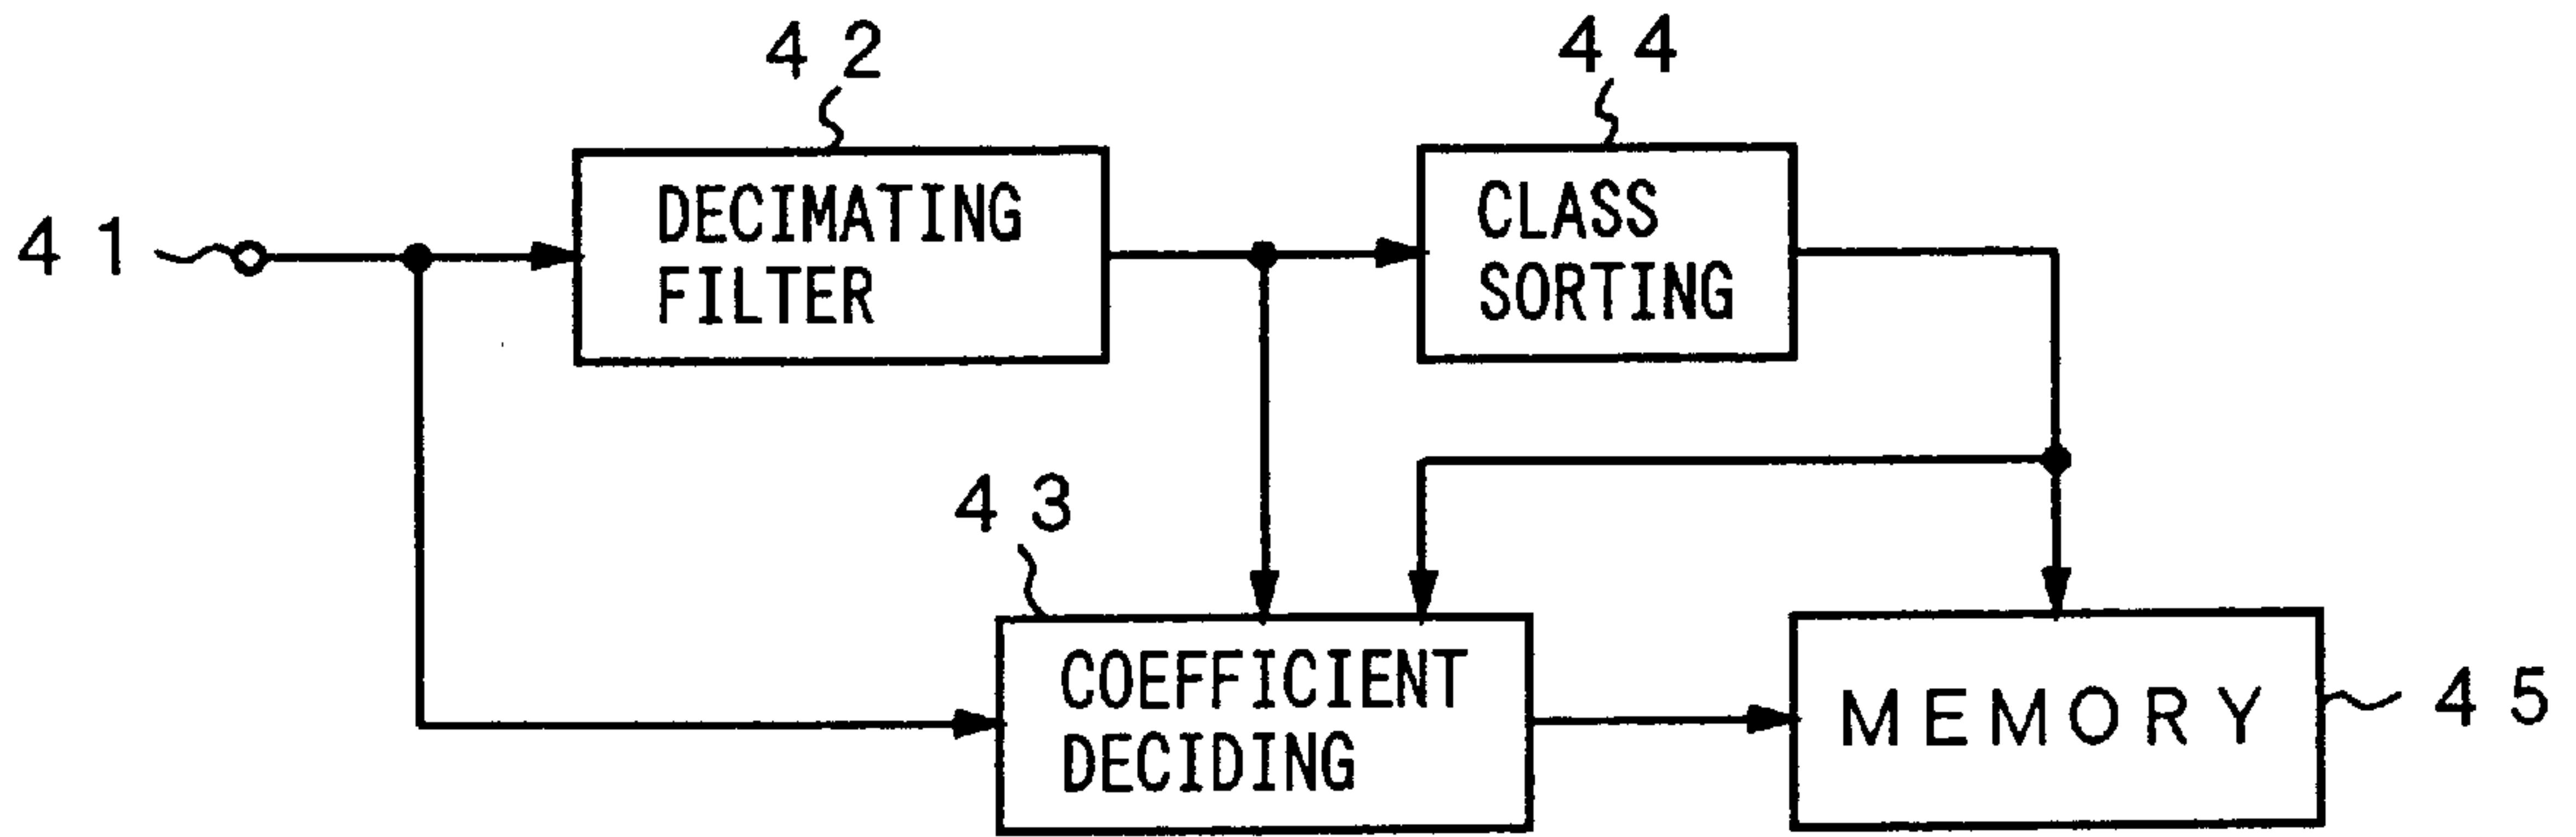 42
44
41
DECIMATING
FILTER
CLASS
SORTING
43
COEFFICIENT
DECIDING
MEMORY
45